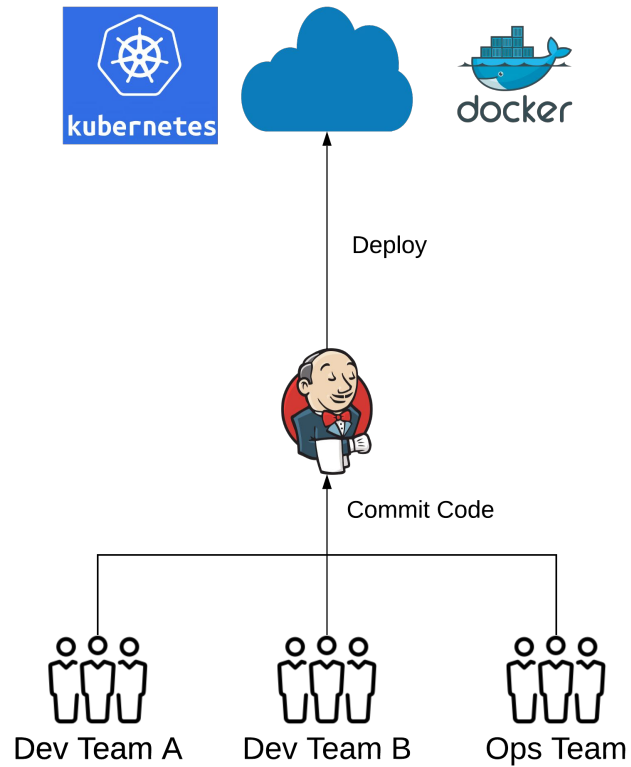 kubernetes
docker
Deploy
Commit Code
Dev Team A
Dev Team B
Ops Team